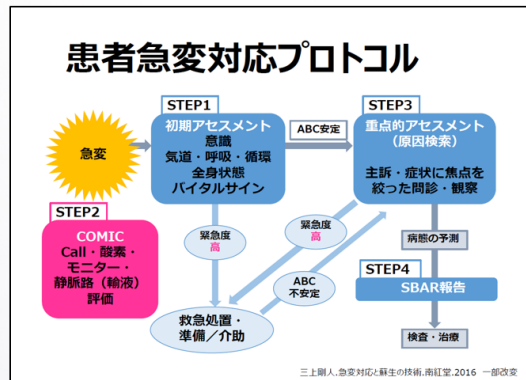 患者急変対応プロトコル
STEP1
初期アセスメント
意識
気道・呼吸・循環
全身状態
バイタルサイン
急変
ABC安定
STEP3
重点的アセスメント
（原因検索）
主訴・症状に焦点を
絞った問診・観察
STEP2
COMIC
Call・酸素・
モニター・
静脈路（輸液）
評価
緊急度
高
緊急度
高
ABC
不安定
救急処置・
準備／介助
病態の予測
STEP4
SBAR報告
検査・治療
三上剛人.急変対応と蘇生の技術.南紅堂.2016 一部改変